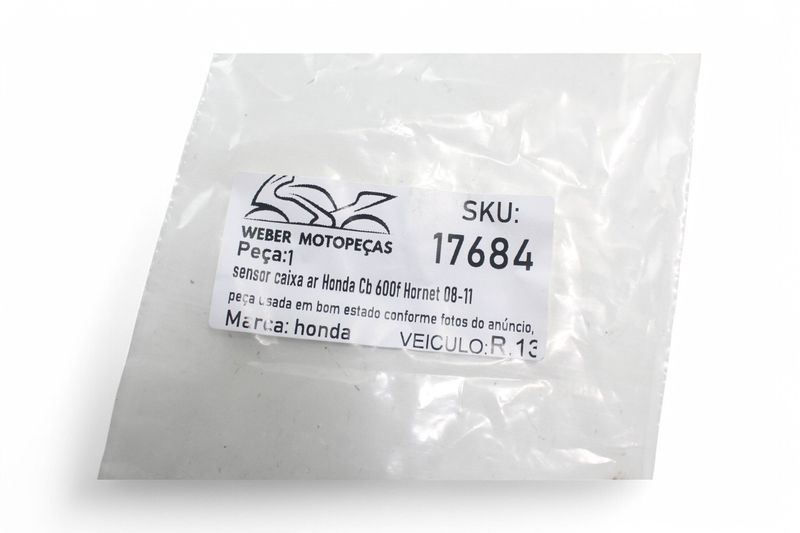 WEBER MOTOPEÇAS
SKU:
17684
Peça:1
sensor caixa ar Honda Cb 600f Hornet 08-11
peça usada em bom estado conforme fotos do anúncio,
Marca: honda
VEICULO:R.13